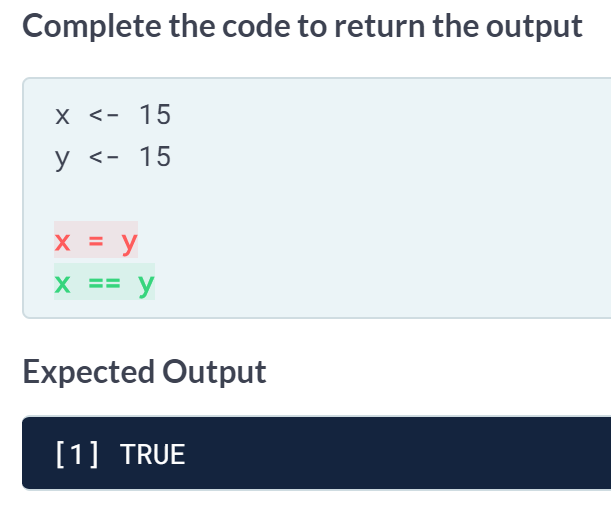 Complete the code to return the output
x <- 15
y <- 15
x = y
x == y
Expected Output
[1] TRUE